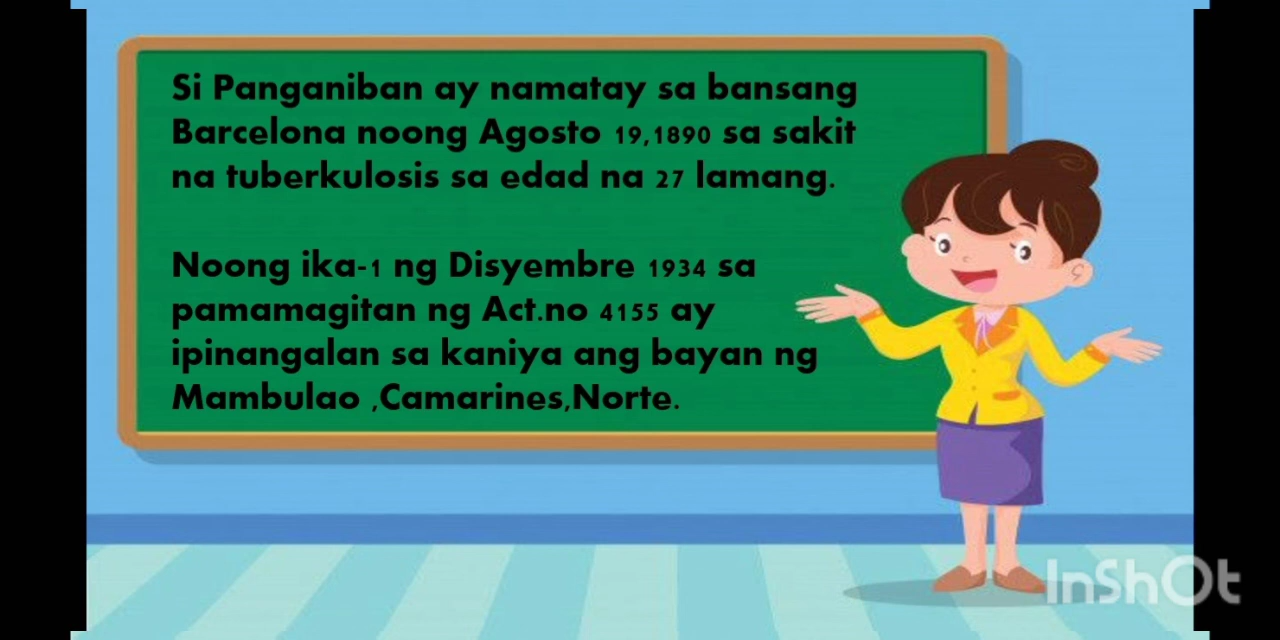 Si Panganiban ay namatay sa bansang
Barcelona noong Agosto 19,1890 sa sakit
na tuberkulosis sa edad na 27 lamang.
Noong ika-1 ng Disyembre 1934 sa
pamamagitan ng Act.no 4155 ay
ipinangalan sa kaniya ang bayan ng
Mambulao ,Camarines,Norte.
InShOt